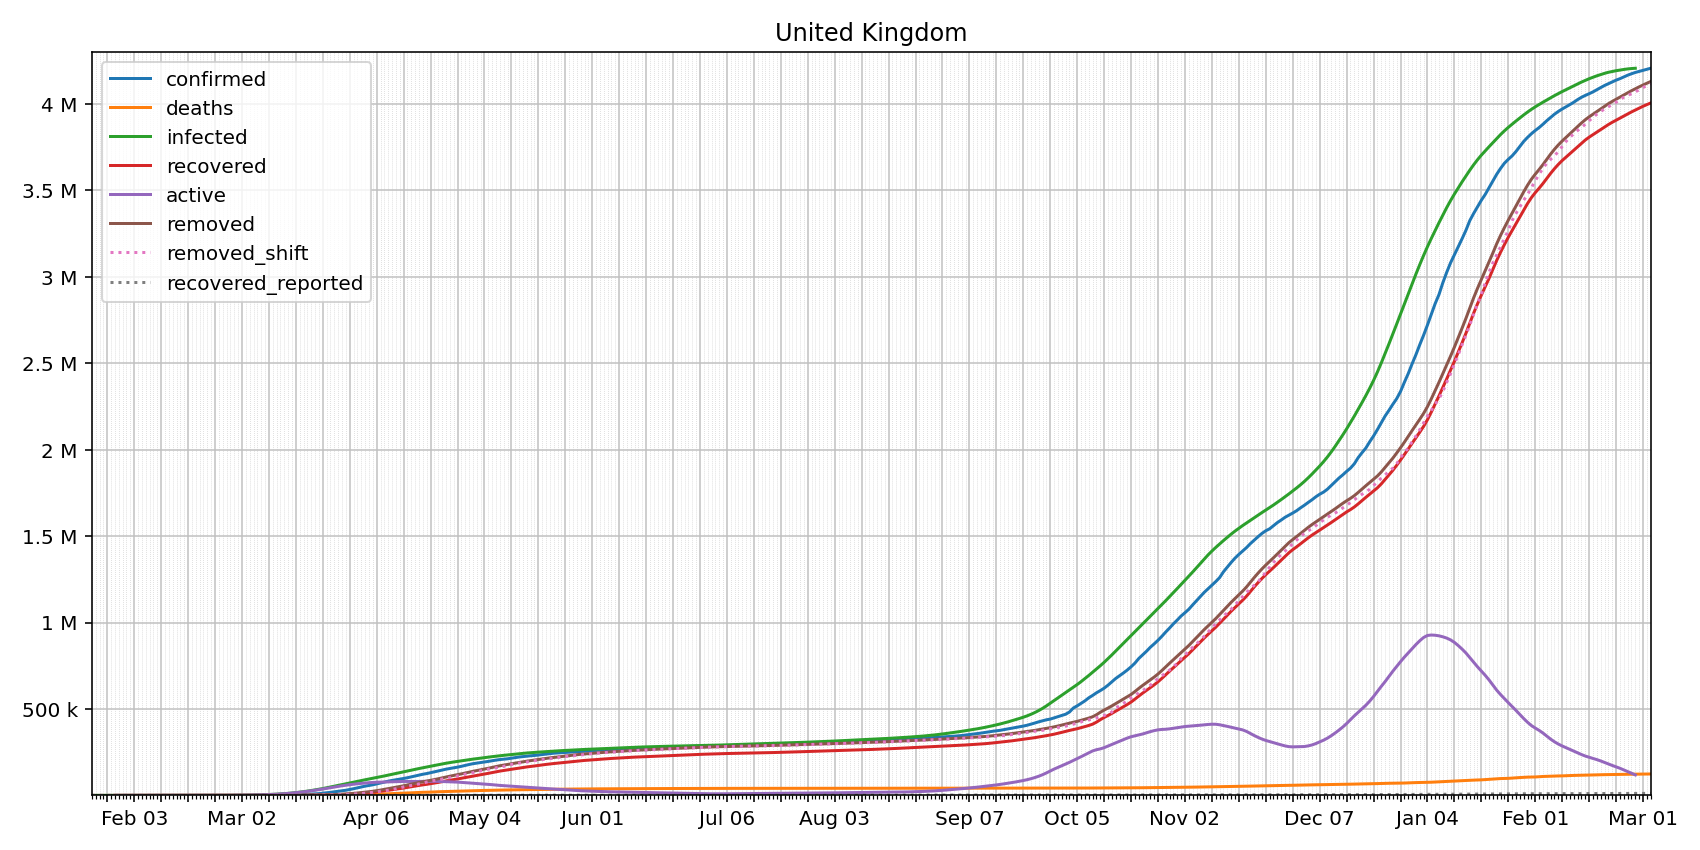 United Kingdom
confirmed
deaths
infected
recovered
active
removed
removed_shift
recovered_reported
4 M
3.5 M
3 M
2.5 M
2 M
1.5 M
1 M
500 k
Feb 03 Mar 02 Apr 06 May 04 Jun 01 Jul 06 Aug 03 Sep 07 Oct 05 Nov 02 Dec 07 Jan 04 Feb 01 Mar 01